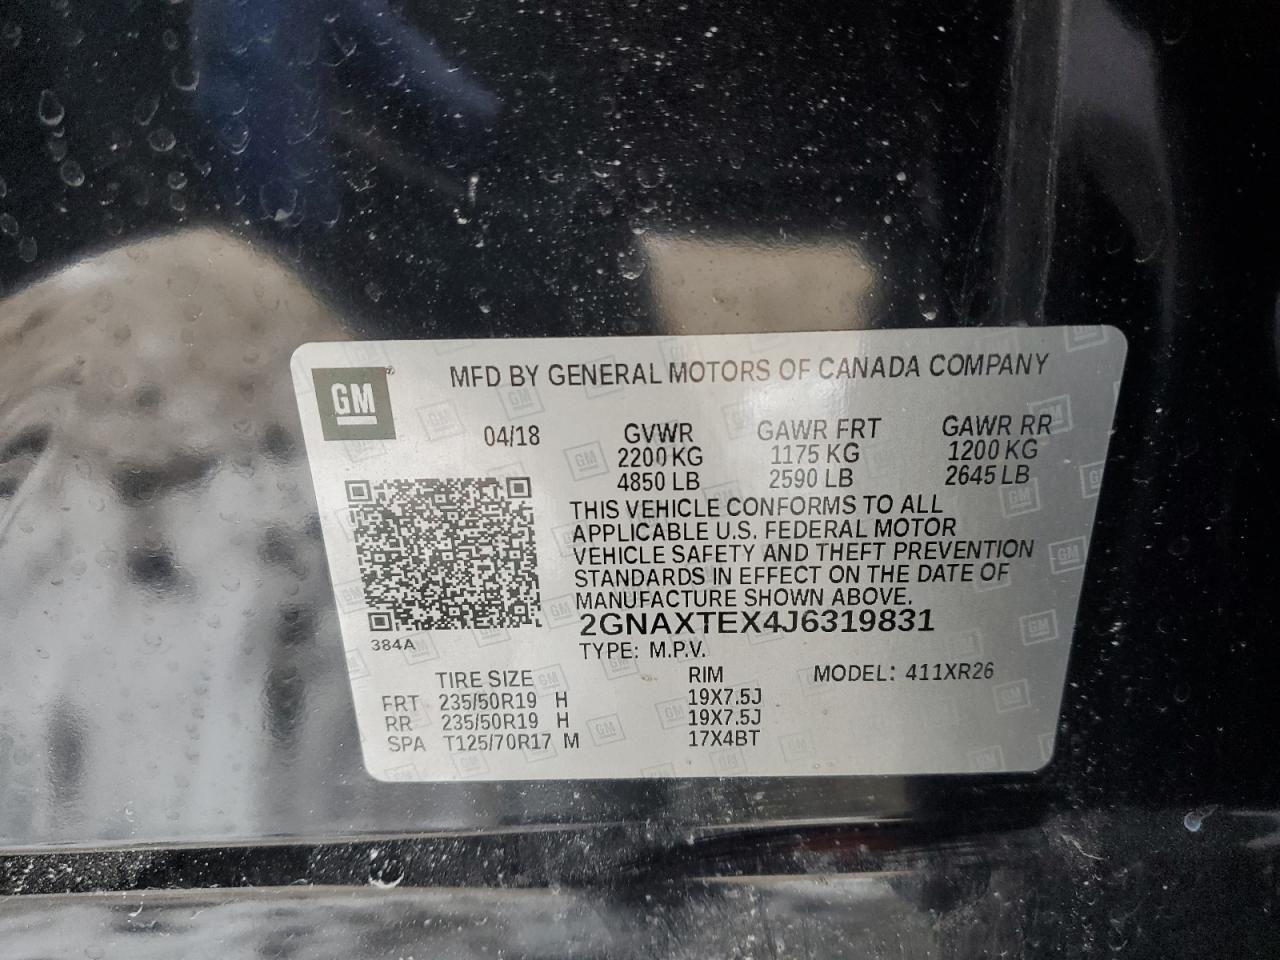 MFD BY GENERAL MOTORS OF CANADA COMPANY
GM®
04/18 GVWR GAWR FRT GAWR RR
2200 KG 1175 KG 1200 KG
4850 LB 2590 LB 2645 LB
THIS VEHICLE CONFORMS TO ALL
APPLICABLE U.S. FEDERAL MOTOR
VEHICLE SAFETY AND THEFT PREVENTION
STANDARDS IN EFFECT ON THE DATE OF
MANUFACTURE SHOWN ABOVE.
2GNAXTEX4J6319831
384A
TYPE: M.P.V.
TIRE SIZE RIM MODEL: 411XR26
FRT 235/50R19 H 19X7.5J
RR 235/50R19 H 19X7.5J
SPA T125/70R17 M 17X4BT